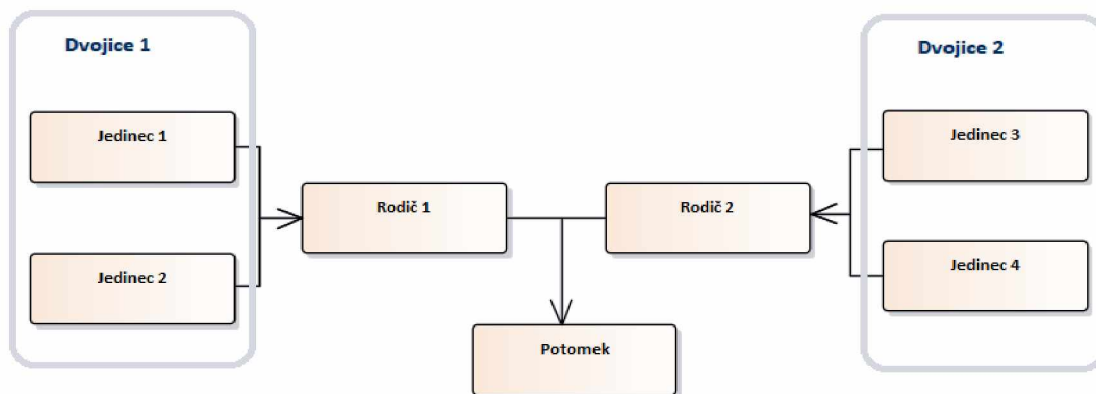 Dvojice 1
Dvojice 2
Jedinec 1
Jedinec 3
Rodič 1
Rodič 2
Jedinec 2
Jedinec 4
Potomek